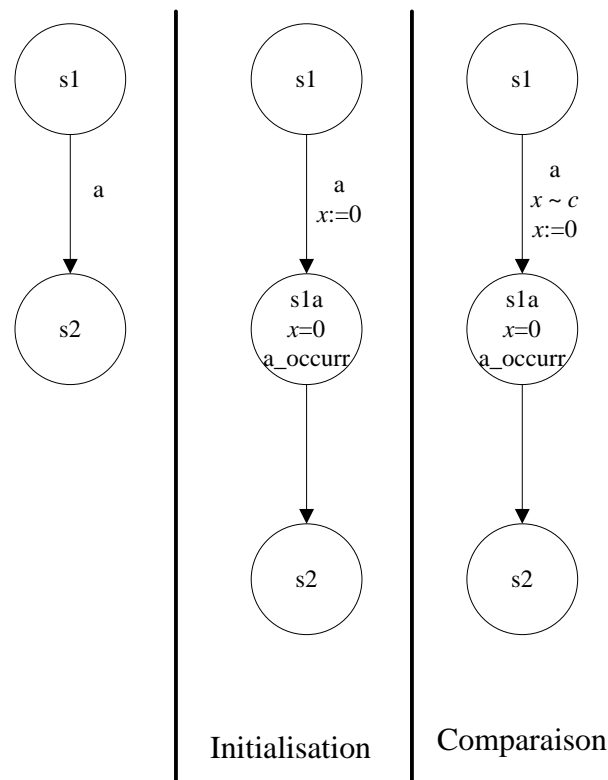 s1
a
s2
s1
a
x:=0
s1a
x=0
a_occurr
s2
Initialisation
s1
a
x ~ c
x:=0
s1a
x=0
a_occurr
s2
Comparaison